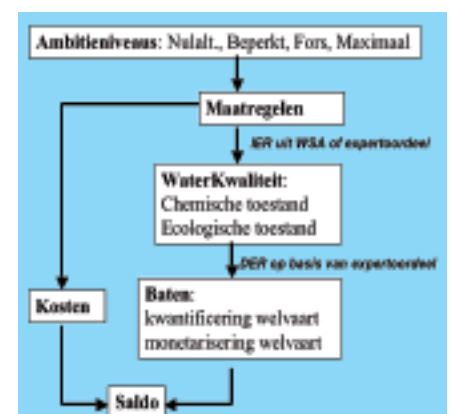 Ambitieniveaus: Nulalt., Beperkt, Fors, Maximaal
Maatregelen
IER uit WSA of expertoordeel
WaterKwaliteit:
Chemische toestand
Ecologische toestand
DER op basis van expertoordeel
Baten:
kwantificering welvaart
monetarisering welvaart
Kosten
Saldo